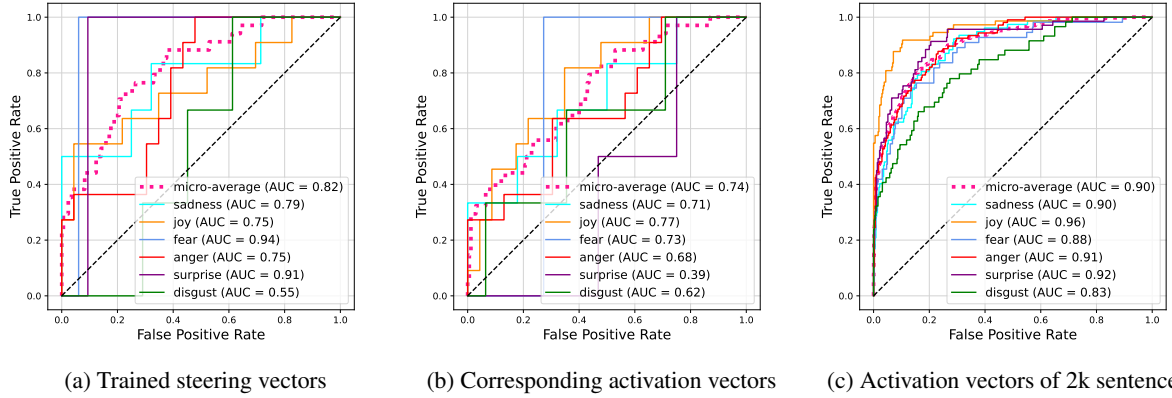 1.0
0.8
0.6
0.4
0.2
0.0
True Positive Rate
0.0 0.2 0.4 0.6 0.8 1.0
False Positive Rate
micro-average (AUC = 0.82)
sadness (AUC = 0.79)
joy (AUC = 0.75)
fear (AUC = 0.94)
anger (AUC = 0.75)
surprise (AUC = 0.91)
disgust (AUC = 0.55)
(a) Trained steering vectors
1.0
0.8
0.6
0.4
0.2
0.0
True Positive Rate
0.0 0.2 0.4 0.6 0.8 1.0
False Positive Rate
micro-average (AUC = 0.74)
sadness (AUC = 0.71)
joy (AUC = 0.77)
fear (AUC = 0.73)
anger (AUC = 0.68)
surprise (AUC = 0.39)
disgust (AUC = 0.62)
(b) Corresponding activation vectors
1.0
0.8
0.6
0.4
0.2
0.0
True Positive Rate
0.0 0.2 0.4 0.6 0.8 1.0
False Positive Rate
micro-average (AUC = 0.90)
sadness (AUC = 0.90)
joy (AUC = 0.96)
fear (AUC = 0.88)
anger (AUC = 0.91)
surprise (AUC = 0.92)
disgust (AUC = 0.83)
(c) Activation vectors of 2k sentence